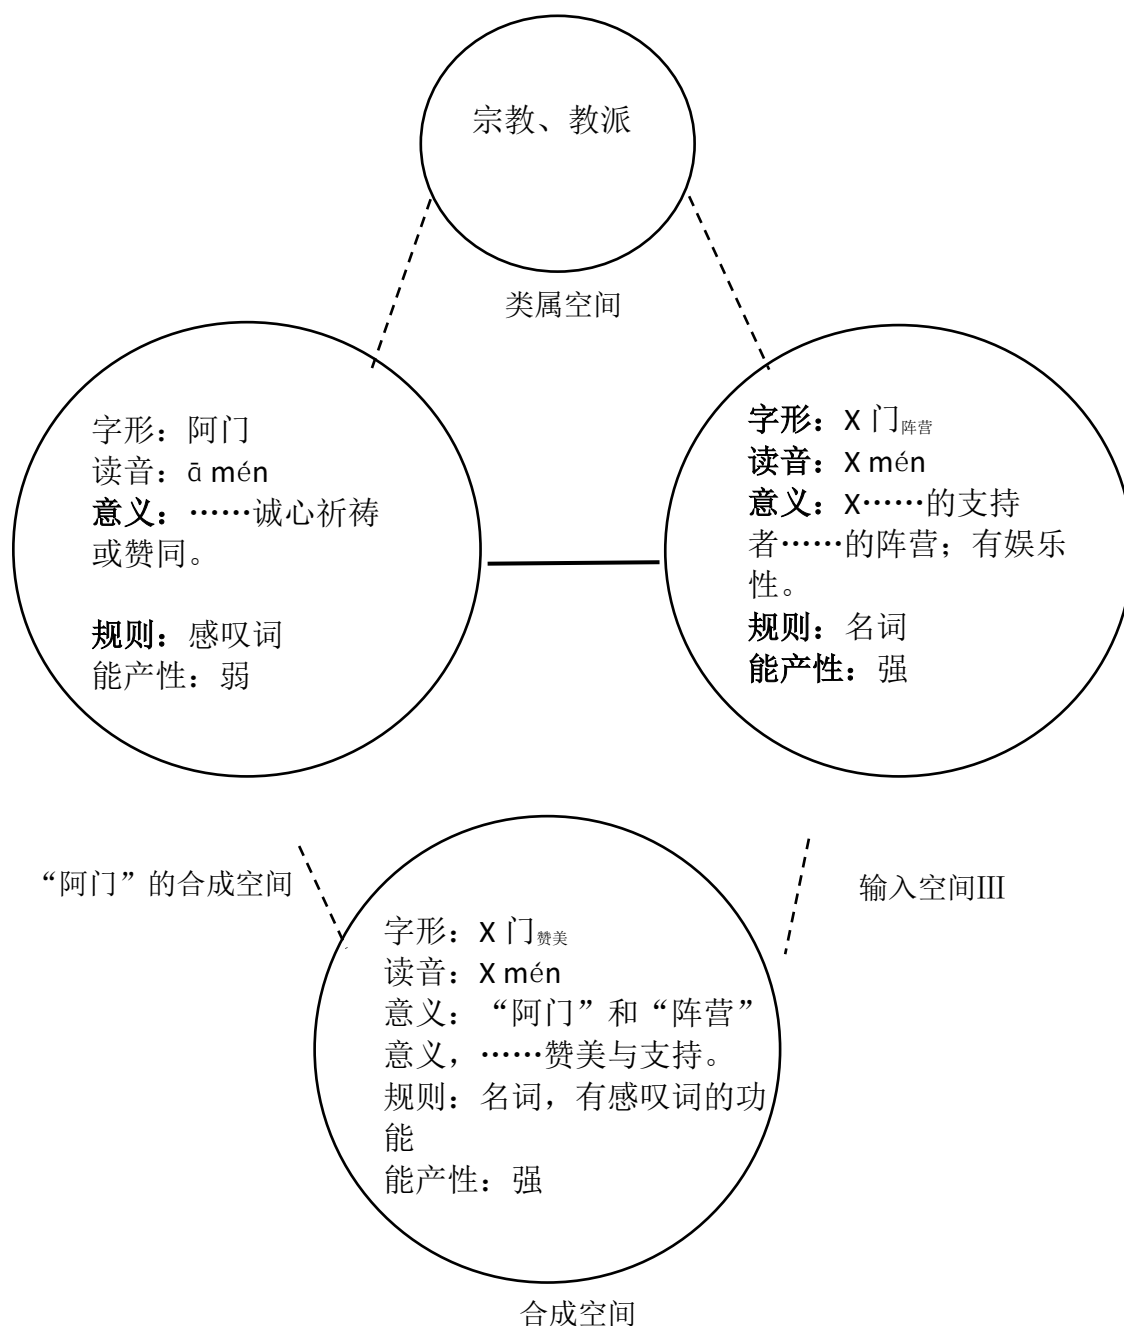 宗教、教派
类属空间
字形：阿门
读音：ā mén
意义：……诚心祈祷
或赞同。
规则：感叹词
能产性：弱
字形：X 门阵营
读音：X mén
意义：X……的支持
者……的阵营；有娱乐
性。
规则：名词
能产性：强
“阿门”的合成空间
输入空间Ⅲ
字形：X 门赞美
读音：X mén
意义：“阿门”和“阵营”
意义，……赞美与支持。
规则：名词，有感叹词的功
能
能产性：强
合成空间